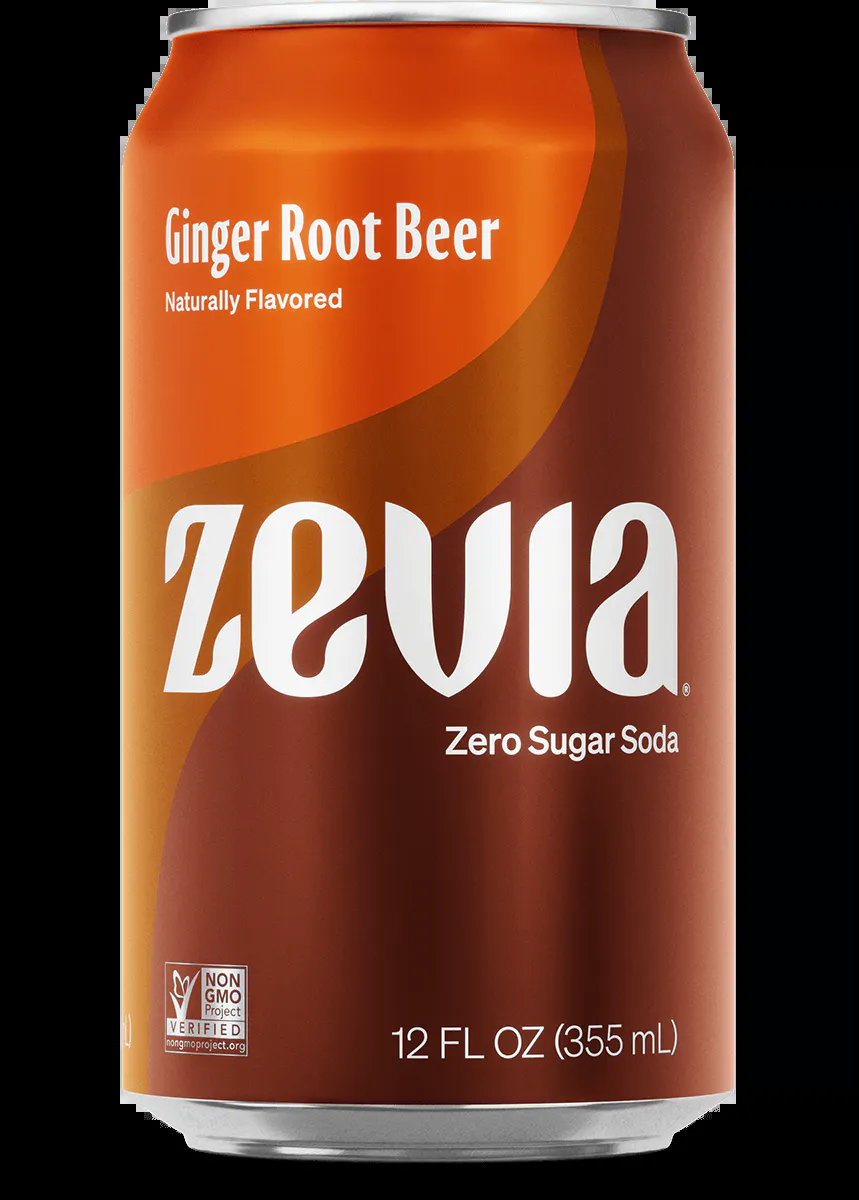 Ginger Root Beer
Naturally Flavored
zevia®
Zero Sugar Soda
NON
GMO
Project
VERIFIED
nongmoproject.org
12 FL OZ (355 mL)